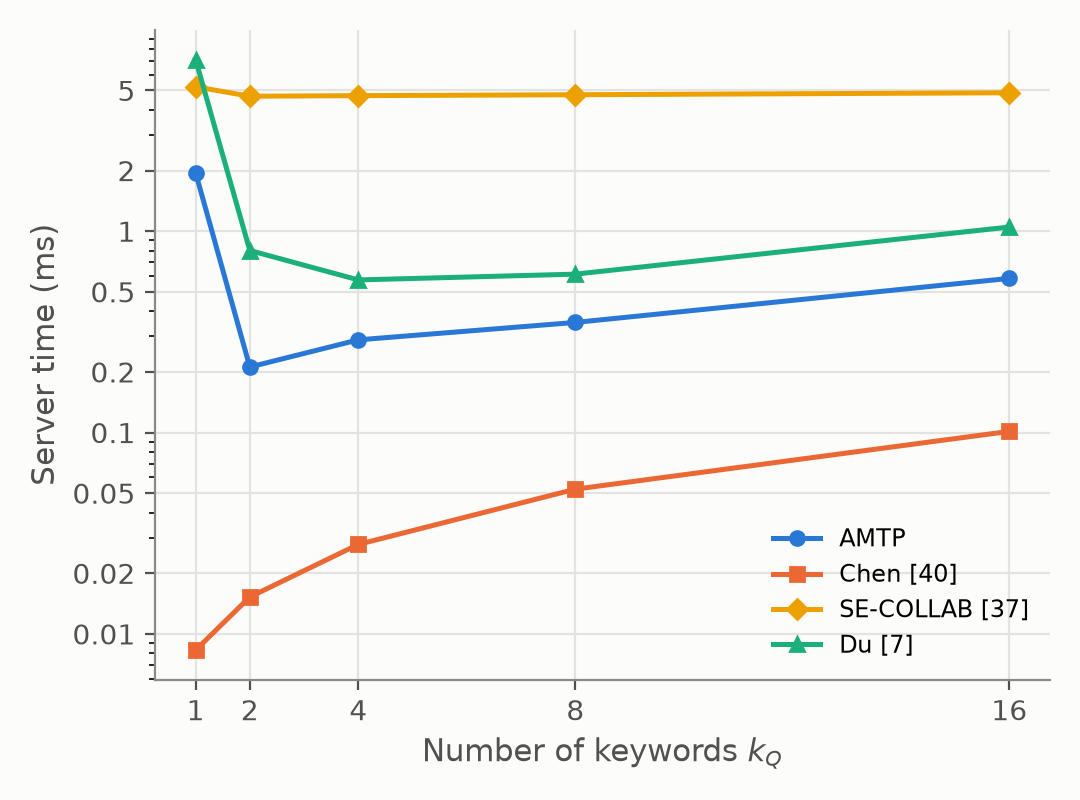 5
2
1
0.5
0.2
0.1
0.05
0.02
0.01
Server time (ms)
AMTP
Chen [40]
SE-COLLAB [37]
Du [7]
1 2 4 8 16
Number of keywords k_Q